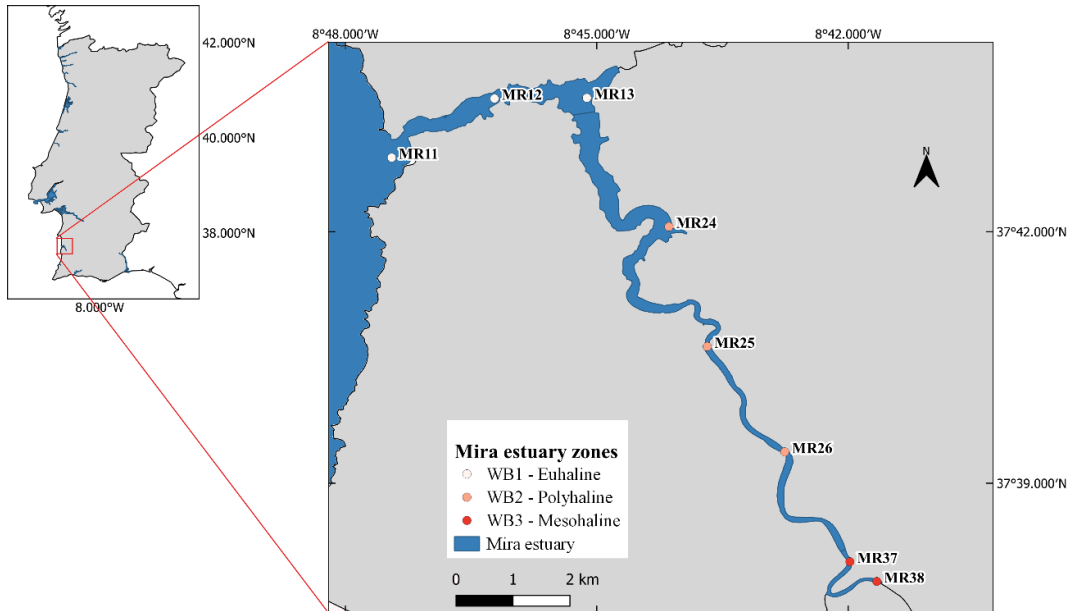 42.000°N
40.000°N
38.000°N
8.000°W
8°48.000'V
8°45.000'W
8°42.000'W
MR12
MR13
MR11
N
MR24
37°42.000'N
MR25
MR26
37°39.000'N
MR37
MR38
Mira estuary zones
WB1 - Euhaline
WB2 - Polyhaline
WB3 - Mesohaline
Mira estuary
0 1 2 km